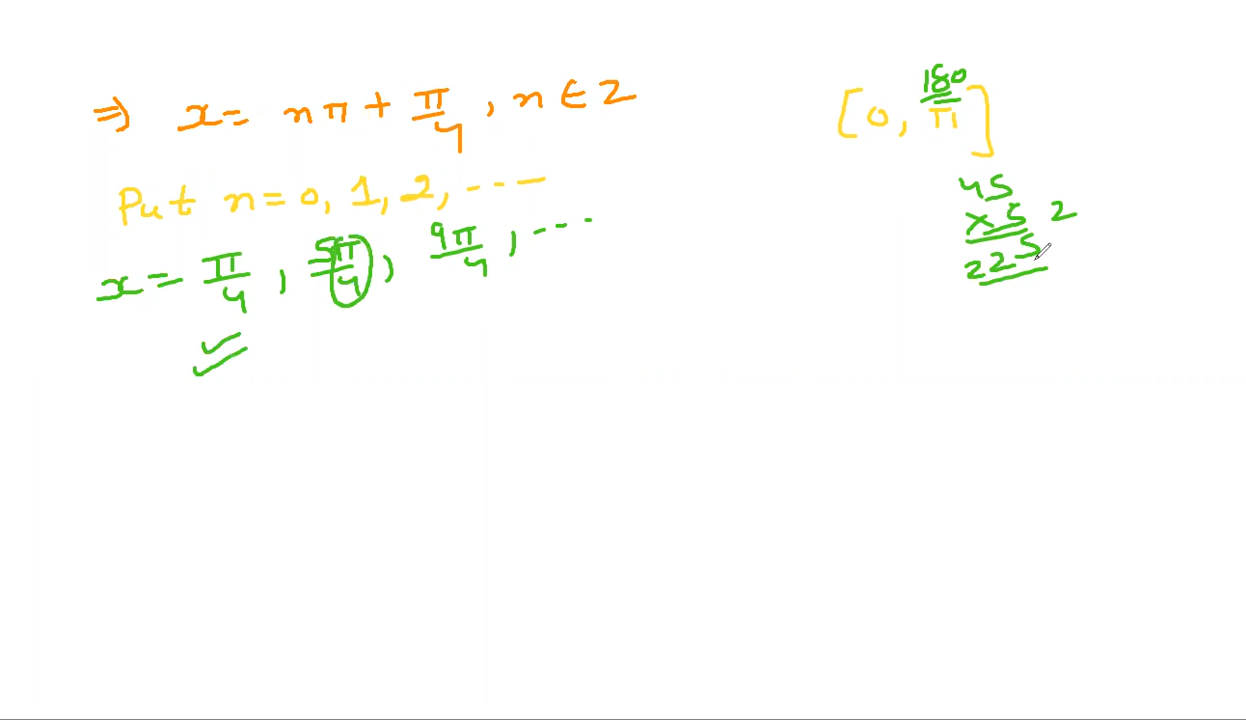 ⇒ x = nπ + π/4 , n ∈ Z
[0, π]
180
Put n = 0, 1, 2, ---
x = π/4 , 5π/4 , 9π/4 , ---
45
×5 2
225